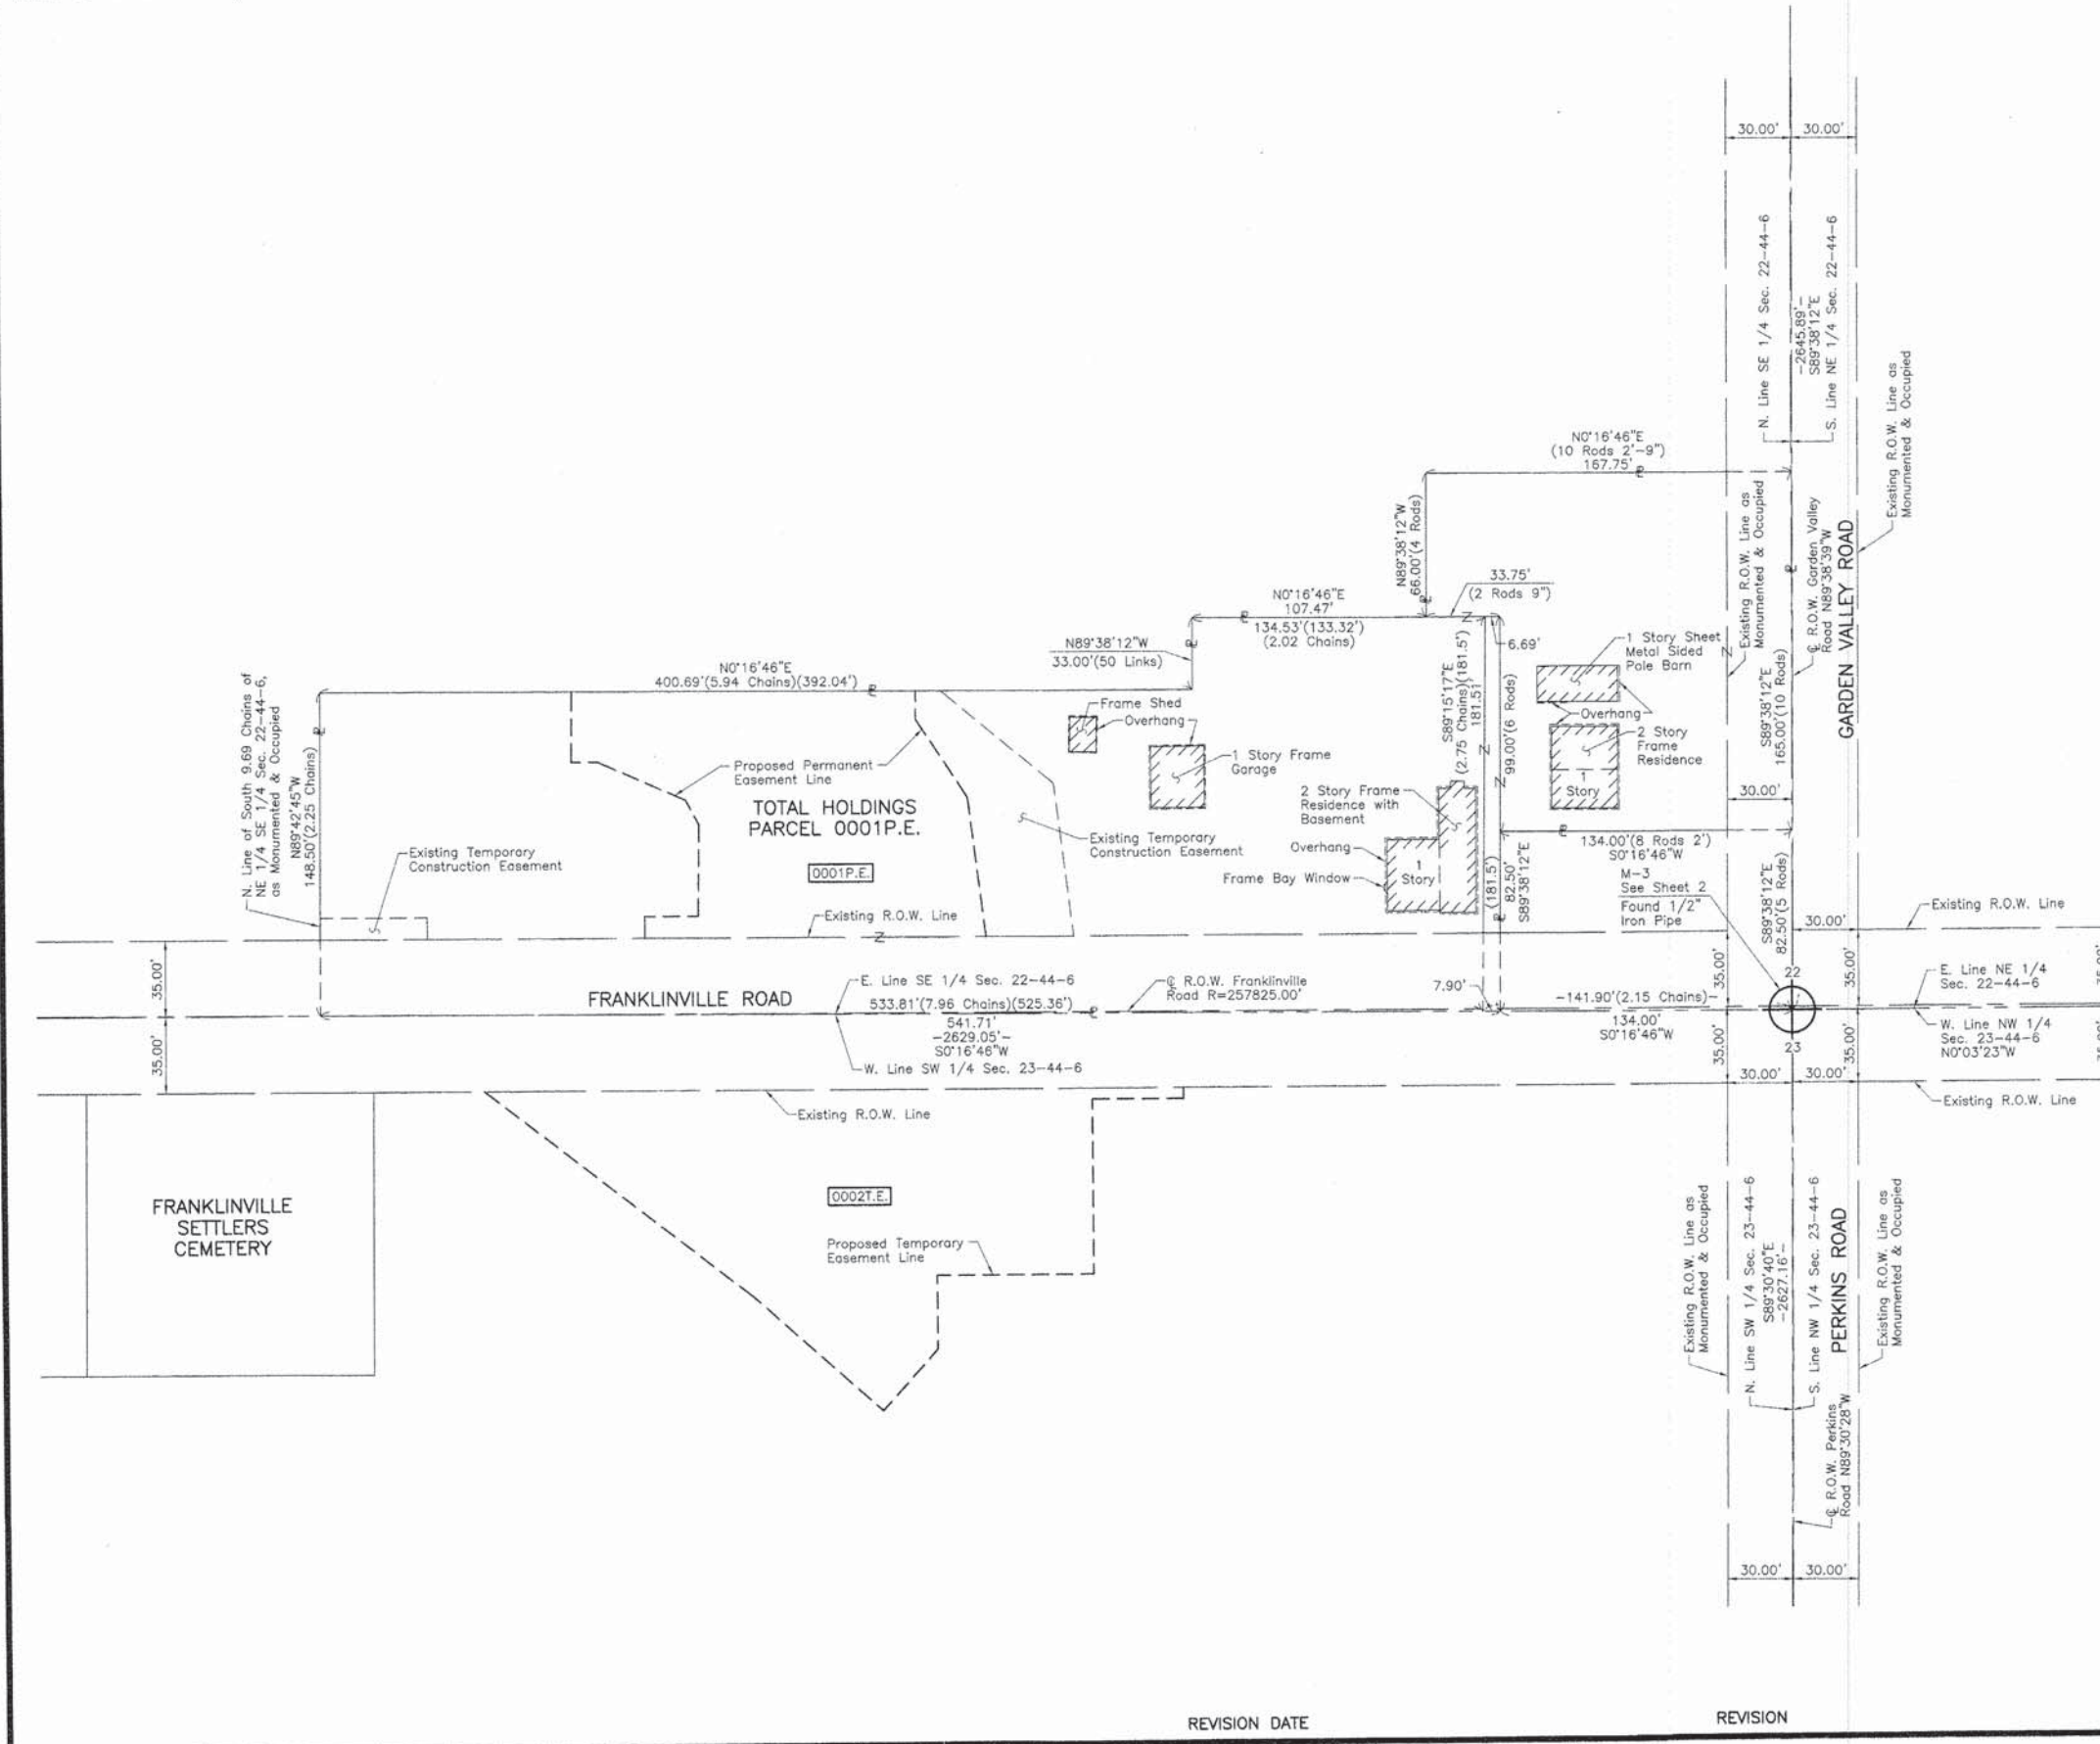 30.00' 30.00'
N. Line SE 1/4 Sec. 22-44-6
-2645.89'-
S89°38'12"E
S. Line NE 1/4 Sec. 22-44-6
Existing R.O.W. Line as
Monumented & Occupied
N0°16'46"E
(10 Rods 2'-9")
167.75'
N89°38'12"W
66.00'(4 Rods)
Existing R.O.W. Line as
Monumented & Occupied
℄ R.O.W. Garden Valley
Road N89°38'39"W
GARDEN VALLEY ROAD
33.75'
(2 Rods 9")
N0°16'46"E
107.47'
134.53'(133.32')
(2.02 Chains)
N89°38'12"W
33.00'(50 Links)
6.69'
1 Story Sheet
Metal Sided
Pole Barn
S89°15'17"E
(2.75 Chains)(181.5')
181.51'
99.00'(6 Rods)
S89°38'12"E
165.00'(10 Rods)
N0°16'46"E
400.69'(5.94 Chains)(392.04')
N. Line of South 9.69 Chains of
NE 1/4 SE 1/4 Sec. 22-44-6,
as Monumented & Occupied
N89°42'45"W
148.50'(2.25 Chains)
Frame Shed
Overhang
Overhang
2 Story
Frame
Residence
1
Story
1 Story Frame
Garage
Proposed Permanent
Easement Line
2 Story Frame
Residence with
Basement
30.00'
TOTAL HOLDINGS
PARCEL 0001P.E.
Existing Temporary
Construction Easement
Existing Temporary
Construction Easement
Overhang
1
Story
Frame Bay Window
134.00'(8 Rods 2')
S0°16'46"W
0001P.E.
(181.5')
82.50'
S89°38'12"E
M-3
See Sheet 2
Found 1/2"
Iron Pipe
S89°38'12"E
82.50'(5 Rods)
Existing R.O.W. Line
30.00'
Existing R.O.W. Line
35.00'
35.00'
35.00'
22
E. Line NE 1/4
Sec. 22-44-6
FRANKLINVILLE ROAD
E. Line SE 1/4 Sec. 22-44-6
533.81'(7.96 Chains)(525.36')
℄ R.O.W. Franklinville
Road R=257825.00'
7.90'
-141.90'(2.15 Chains)-
541.71'
-2629.05'-
S0°16'46"W
W. Line SW 1/4 Sec. 23-44-6
134.00'
S0°16'46"W
W. Line NW 1/4
Sec. 23-44-6
N0°03'23"W
35.00'
35.00'
23
35.00'
30.00' 30.00'
Existing R.O.W. Line
Existing R.O.W. Line
FRANKLINVILLE
SETTLERS
CEMETERY
0002T.E.
Proposed Temporary
Easement Line
Existing R.O.W. Line as
Monumented & Occupied
N. Line SW 1/4 Sec. 23-44-6
S89°30'40"E
-2627.16'-
S. Line NW 1/4 Sec. 23-44-6
PERKINS ROAD
Existing R.O.W. Line as
Monumented & Occupied
℄ R.O.W. Perkins
Road N89°30'28"W
30.00' 30.00'
REVISION DATE REVISION